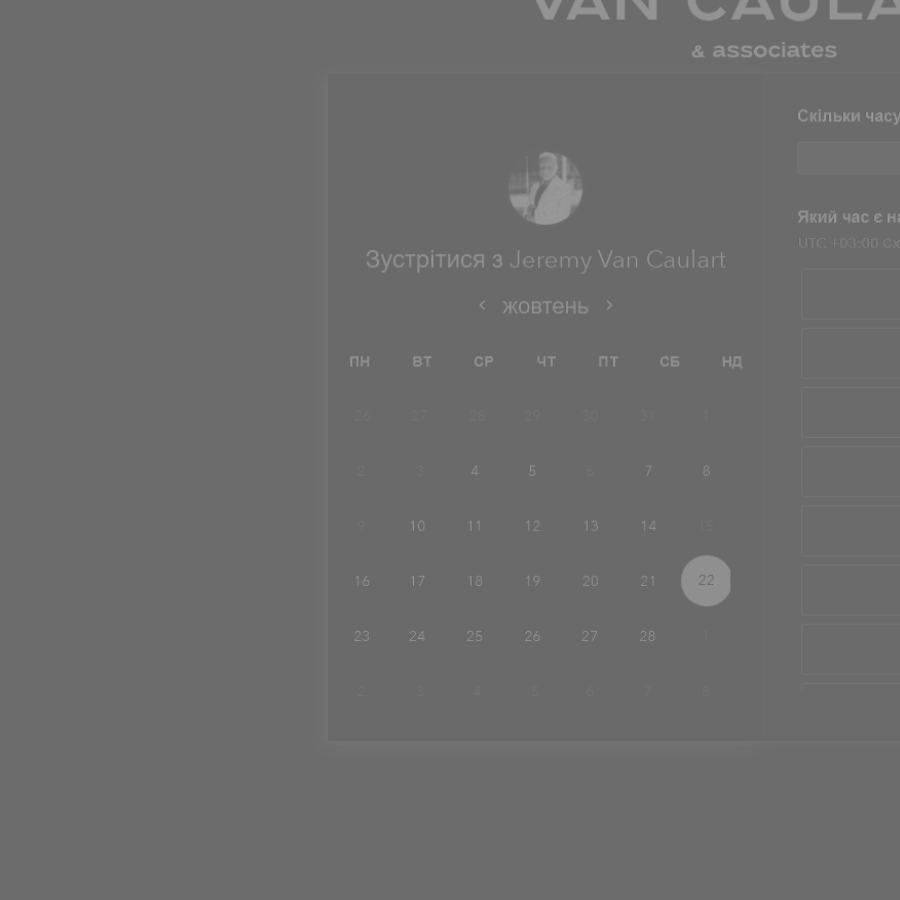 VAN CAULA
& associates
Зустрітися з Jeremy Van Caulart
жовтень
ПН ВТ СР ЧТ ПТ СБ НД
26 27 28 29 30 31 1
2 3 4 5 6 7 8
9 10 11 12 13 14 15
16 17 18 19 20 21 22
23 24 25 26 27 28 1
2 3 4 5 6 7 8
Скільки часу
Який час є на
UTC +03:00 Сх